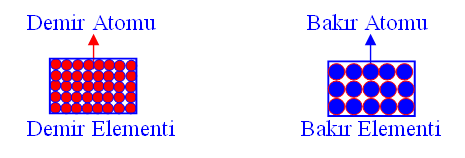 Demir Atomu
Bakır Atomu
Demir Elementi
Bakır Elementi